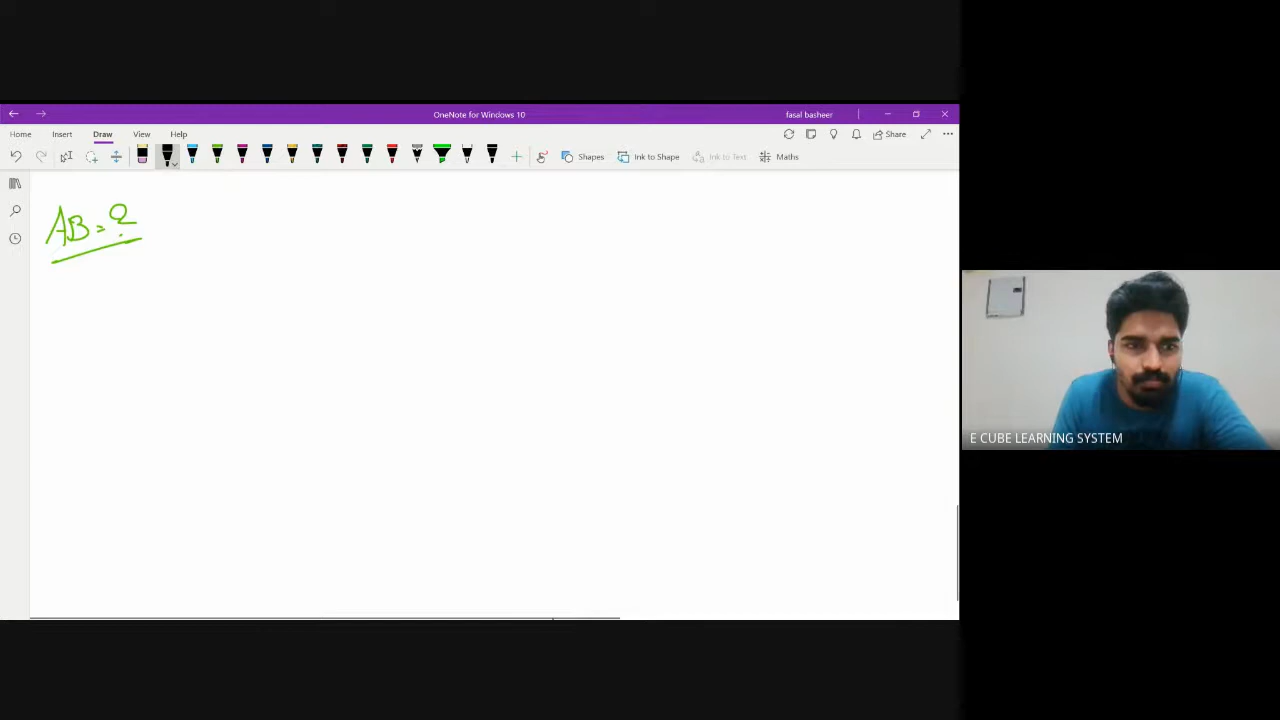 OneNote for Windows 10
fasal basheer
Home Insert Draw View Help
Share
Shapes Ink to Shape Ink to Text Maths
AB = ?
E CUBE LEARNING SYSTEM